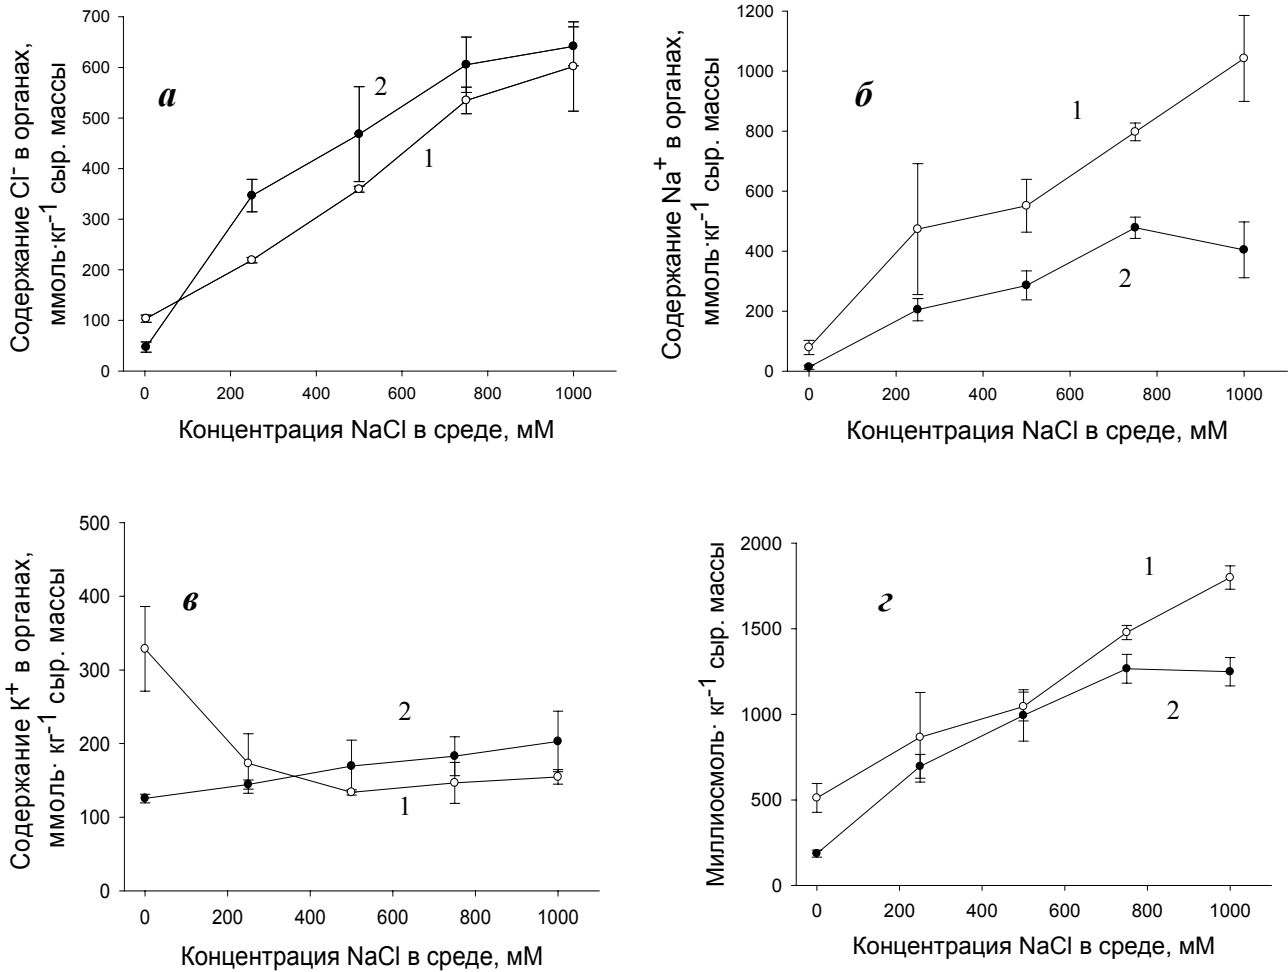 Содержание Cl⁻ в органах,
ммоль·кг⁻¹ сыр. массы
700
600
500
400
300
200
100
0
а
2
1
0 200 400 600 800 1000
Концентрация NaCl в среде, мМ
Содержание Na⁺ в органах,
ммоль·кг⁻¹ сыр. массы
1200
1000
800
600
400
200
0
б
1
2
0 200 400 600 800 1000
Концентрация NaCl в среде, мМ
Содержание К⁺ в органах,
ммоль· кг⁻¹ сыр. массы
500
400
300
200
100
0
в
2
1
0 200 400 600 800 1000
Концентрация NaCl в среде, мМ
Миллиосмоль· кг⁻¹ сыр. массы
2000
1500
1000
500
0
г
1
2
0 200 400 600 800 1000
Концентрация NaCl в среде, мМ